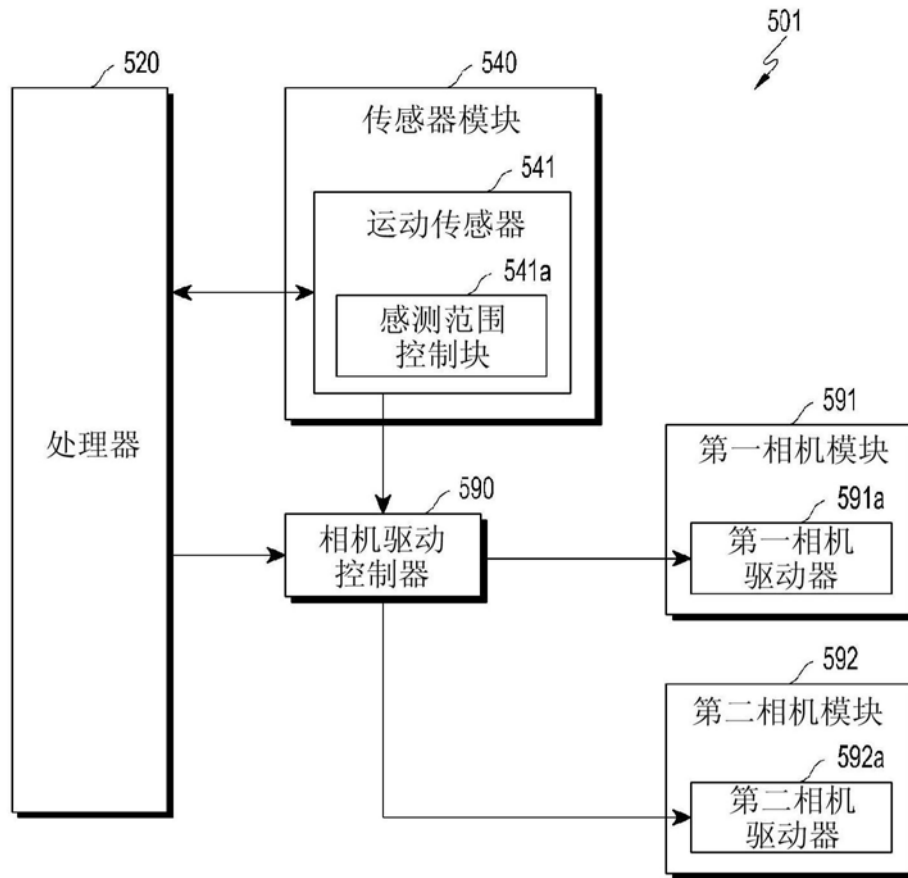 501
520
540
传感器模块
541
运动传感器
541a
感测范围
控制块
处理器
590
相机驱动
控制器
591
第一相机模块
591a
第一相机
驱动器
592
第二相机模块
592a
第二相机
驱动器